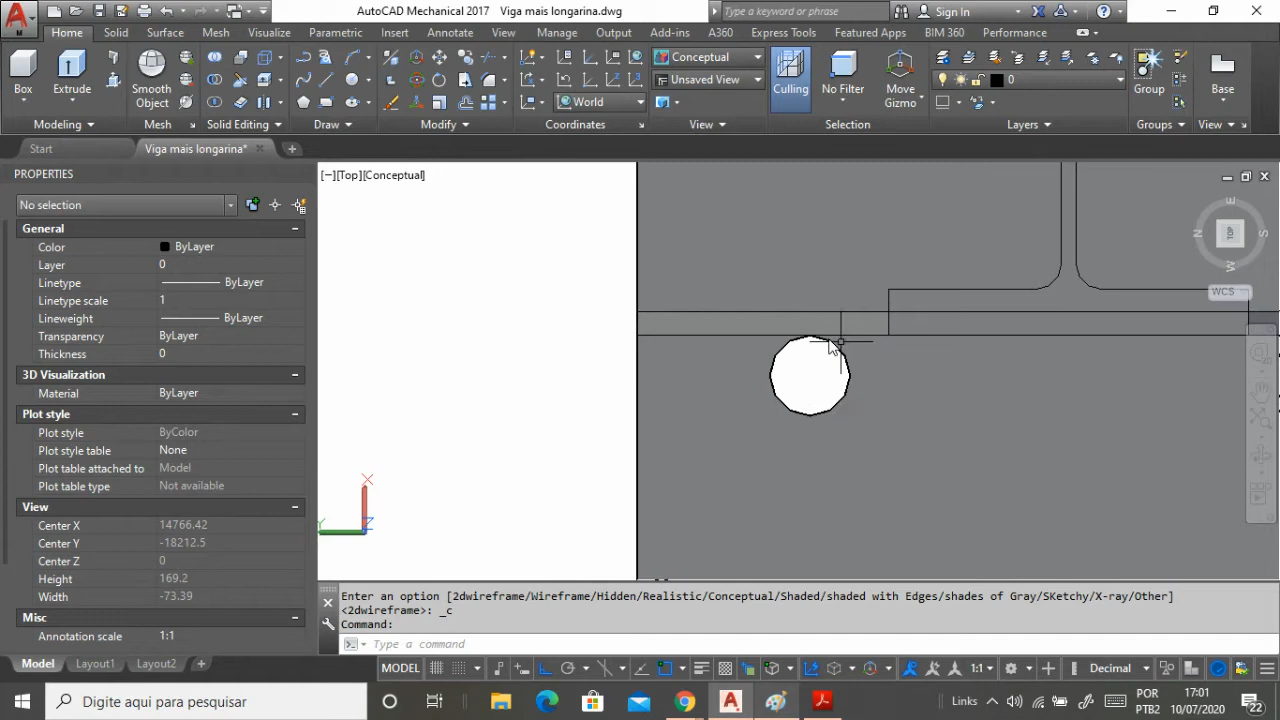 AutoCAD Mechanical 2017 Viga mais longarina.dwg Type a keyword or phrase Sign In
M
Home Solid Surface Mesh Visualize Parametric Insert Annotate View Manage Output Add-ins A360 Express Tools Featured Apps BIM 360 Performance
Conceptual
Unsaved View
World
0
Box Extrude Smooth Object Culling No Filter Move Gizmo Group Base
Modeling Mesh Solid Editing Draw Modify Coordinates View Selection Layers Groups View
Start Viga mais longarina*
PROPERTIES
No selection
General
Color ByLayer
Layer 0
Linetype ByLayer
Linetype scale 1
Lineweight ByLayer
Transparency ByLayer
Thickness 0
3D Visualization
Material ByLayer
Plot style
Plot style ByColor
Plot style table None
Plot table attached to Model
Plot table type Not available
View
Center X 14766.42
Center Y -18212.5
Center Z 0
Height 169.2
Width -73.39
Misc
Annotation scale 1:1
[−][Top][Conceptual]
E
N TOP S
W
WCS
X
Y Z
Enter an option [2dwireframe/Wireframe/Hidden/Realistic/Conceptual/Shaded/shaded with Edges/shades of Gray/SKetchy/X-ray/Other]
<2dwireframe>: _c
Command:
Type a command
Model Layout1 Layout2 +
MODEL 1:1 Decimal
Digite aqui para pesquisar
Links
POR
PTB2
17:01
10/07/2020
22